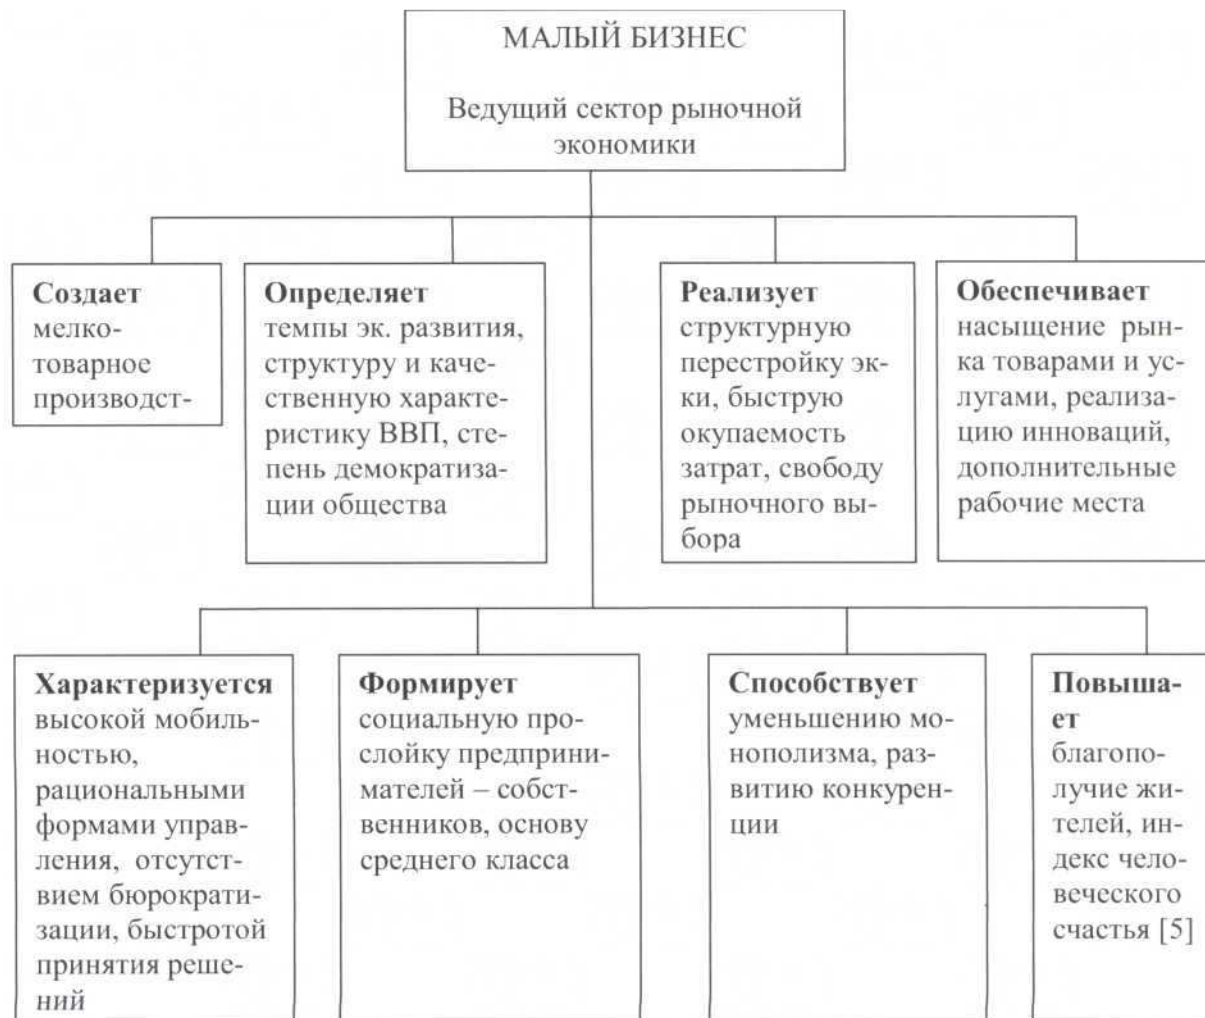 МАЛЫЙ БИЗНЕС
Ведущий сектор рыночной
экономики
Создает
мелко-
товарное
производст-
Определяет
темпы эк. развития,
структуру и каче-
ственную характе-
ристику ВВП, сте-
пень демократиза-
ции общества
Реализует
структурную
перестройку эк-
ки, быструю
окупаемость
затрат, свободу
рыночного вы-
бора
Обеспечивает
насыщение рын-
ка товарами и ус-
лугами, реализа-
цию инноваций,
дополнительные
рабочие места
Характеризуется
высокой мобиль-
ностью,
рациональными
формами управ-
ления, отсутст-
вием бюрократи-
зации, быстротой
принятия реше-
ний
Формирует
социальную про-
слойку предприни-
мателей – собст-
венников, основу
среднего класса
Способствует
уменьшению мо-
нополизма, раз-
витию конкурен-
ции
Повыша-
ет
благопо-
лучие жи-
телей, ин-
декс чело-
веческого
счастья [5]